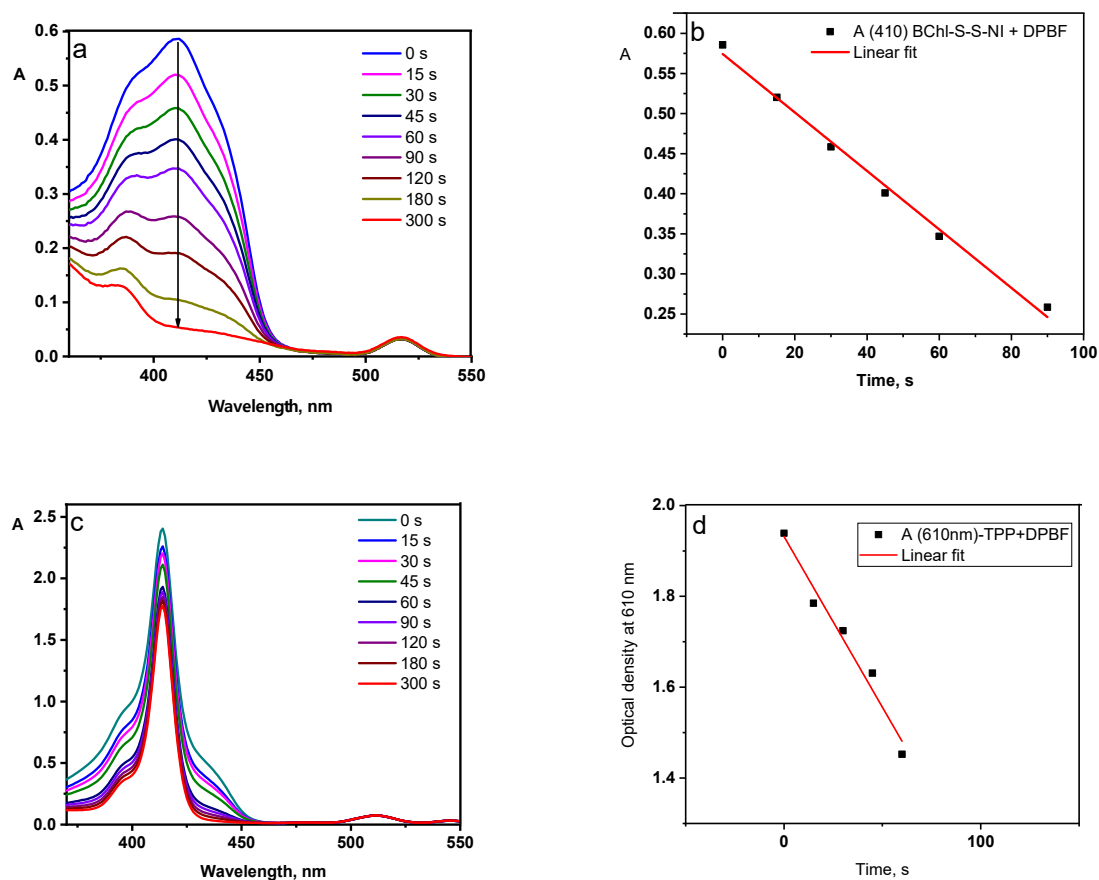 a
A
0.6
0.5
0.4
0.3
0.2
0.1
0.0
400
450
500
550
Wavelength, nm
0 s
15 s
30 s
45 s
60 s
90 s
120 s
180 s
300 s
b
A
0.60
0.55
0.50
0.45
0.40
0.35
0.30
0.25
0
20
40
60
80
100
Time, s
A (410) BChl-S-S-NI + DPBF
Linear fit
c
A
2.5
2.0
1.5
1.0
0.5
0.0
400
450
500
550
Wavelength, nm
0 s
15 s
30 s
45 s
60 s
90 s
120 s
180 s
300 s
d
Optical density at 610 nm
2.0
1.8
1.6
1.4
0
100
Time, s
A (610nm)-TPP+DPBF
Linear fit